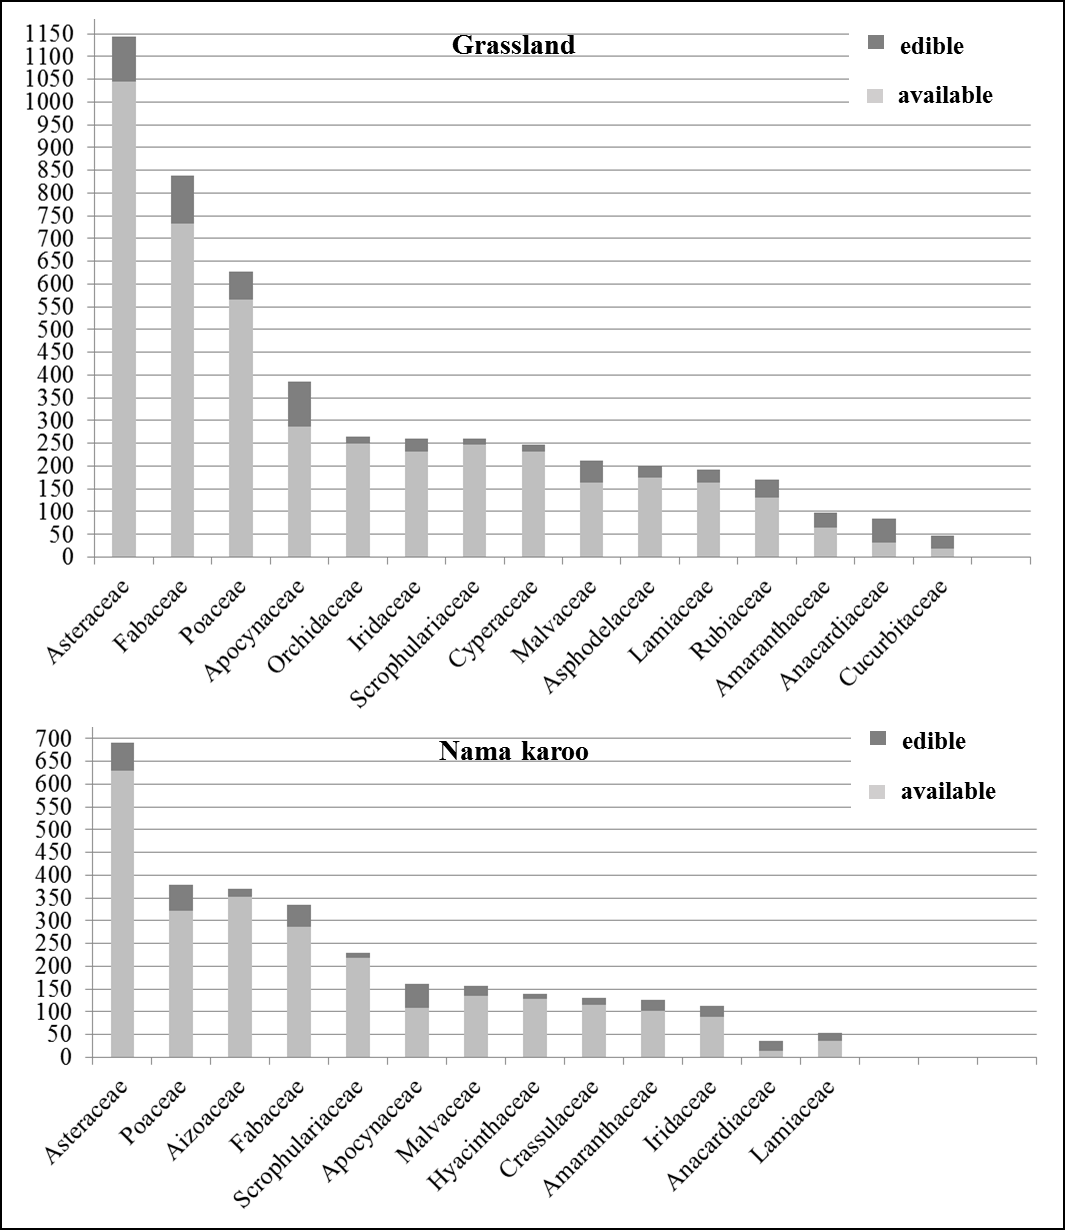 Grassland
edible
available
1150
1100
1050
1000
950
900
850
800
750
700
650
600
550
500
450
400
350
300
250
200
150
100
50
0
Asteraceae
Fabaceae
Poaceae
Apocynaceae
Orchidaceae
Iridaceae
Scrophulariaceae
Cyperaceae
Malvaceae
Asphodelaceae
Lamiaceae
Rubiaceae
Amaranthaceae
Anacardiaceae
Cucurbitaceae
Nama karoo
edible
available
700
650
600
550
500
450
400
350
300
250
200
150
100
50
0
Asteraceae
Poaceae
Aizoaceae
Fabaceae
Scrophulariaceae
Apocynaceae
Malvaceae
Hyacinthaceae
Crassulaceae
Amaranthaceae
Iridaceae
Anacardiaceae
Lamiaceae